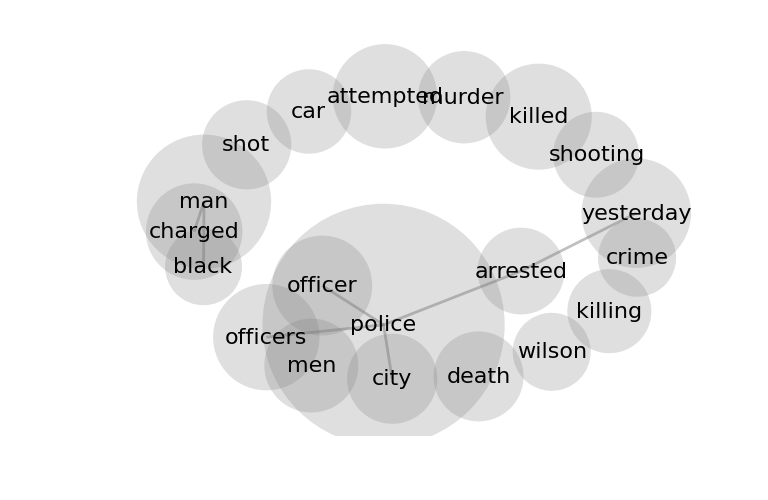 attempted
murder
car
killed
shot
shooting
man
yesterday
charged
crime
black
arrested
officer
killing
police
officers
wilson
men
death
city